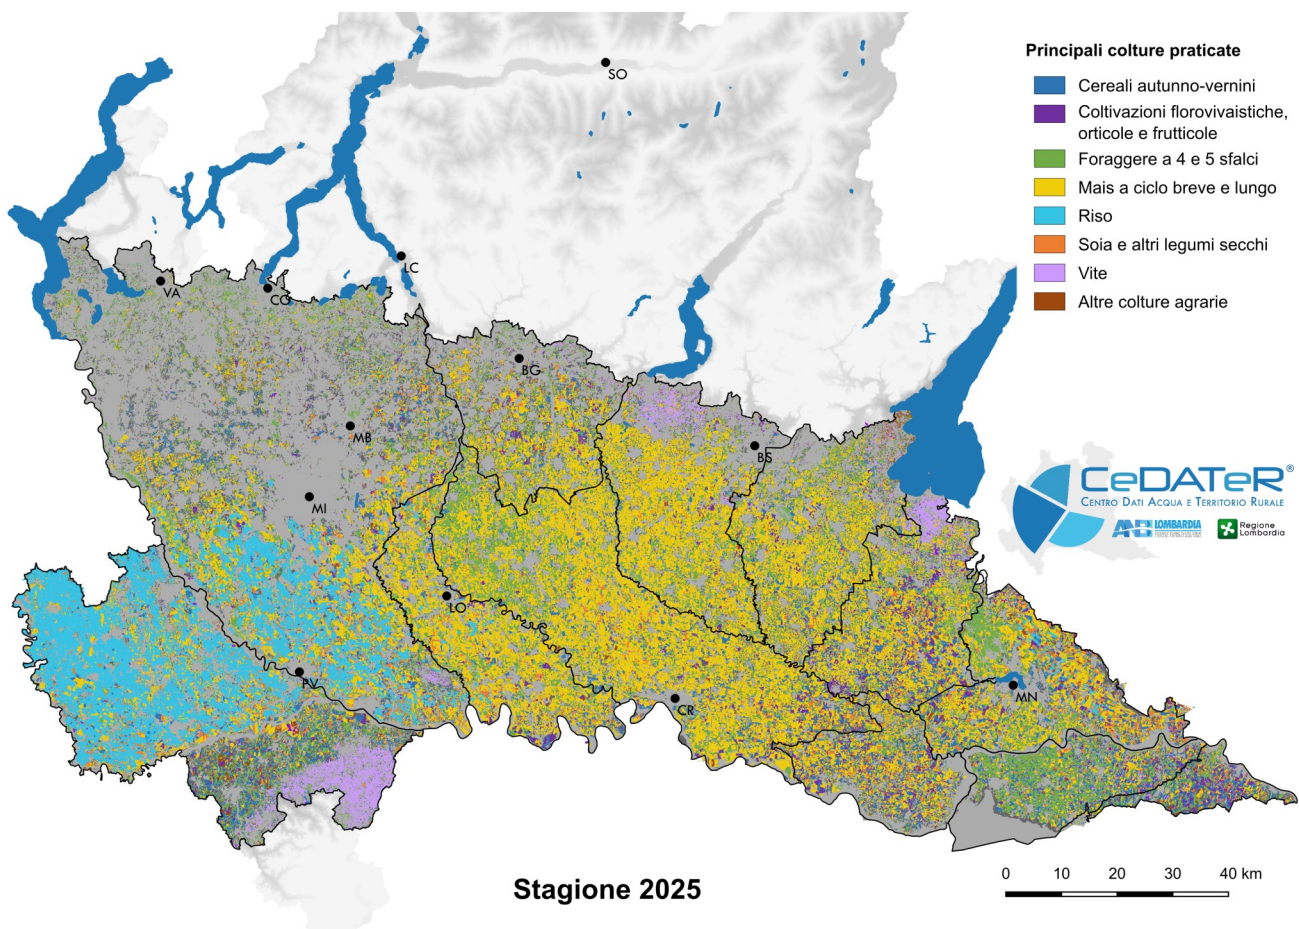 Principali colture praticate
Cereali autunno-vernini
Coltivazioni florovivaistiche,
orticole e frutticole
Foraggere a 4 e 5 sfalci
Mais a ciclo breve e lungo
Riso
Soia e altri legumi secchi
Vite
Altre colture agrarie
SO
LC
VA
CO
BG
MB
BS
MI
LO
PV
CR
MN
CeDATeR®
Centro Dati Acqua e Territorio Rurale
ANBI LOMBARDIA
Regione
Lombardia
Stagione 2025
0 10 20 30 40 km